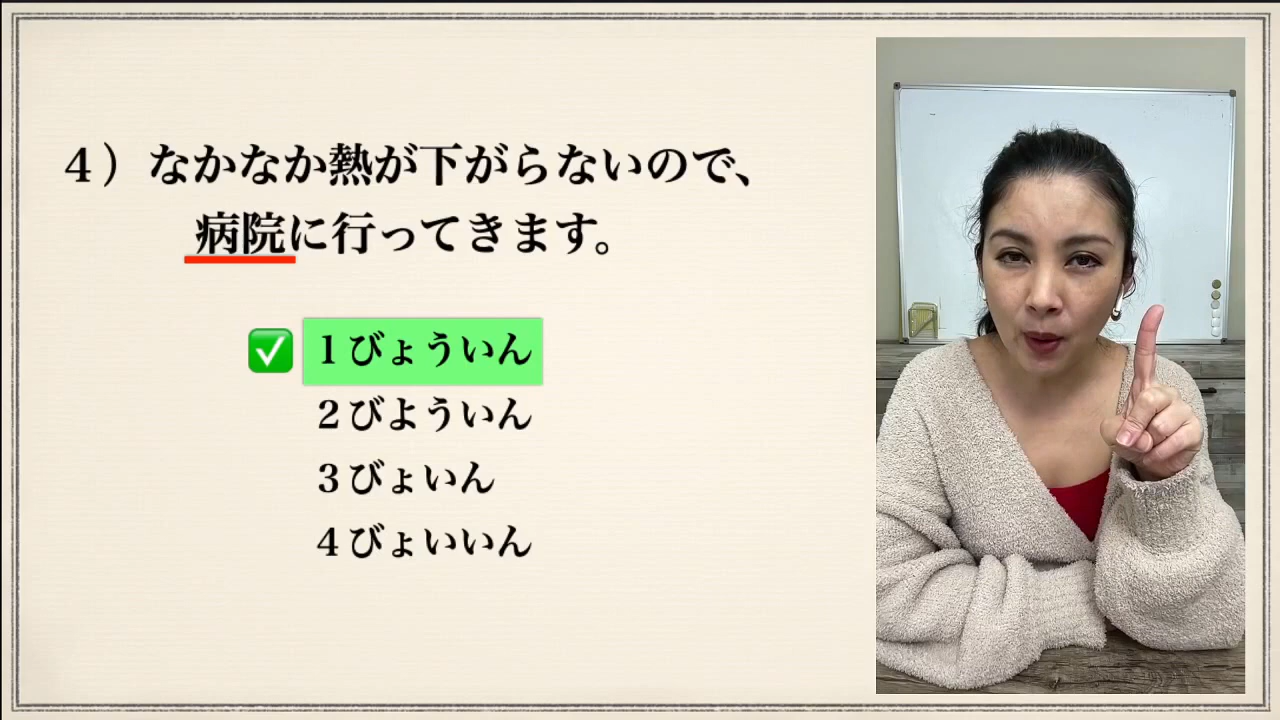 ４）なかなか熱が下がらないので、
病院に行ってきます。
✅１びょういん
２びよういん
３びょいん
４びょいいん